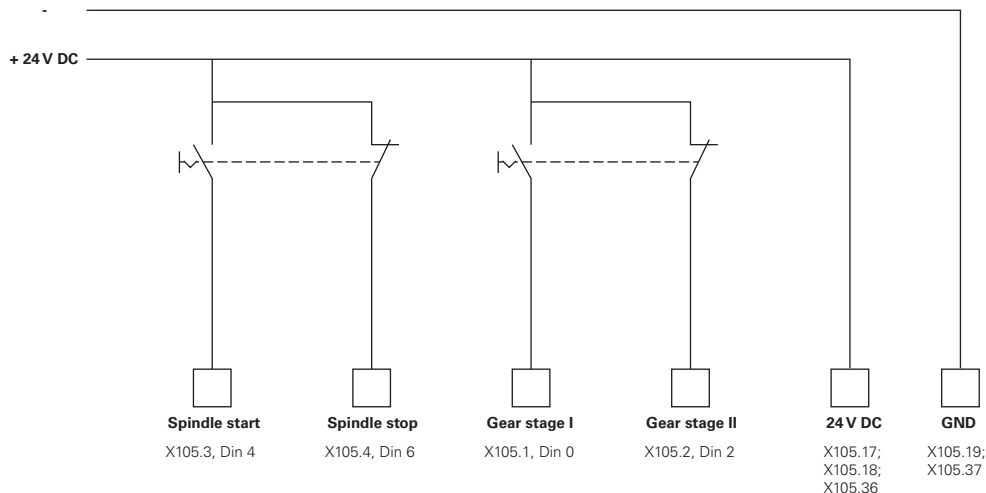 -
+ 24 V DC
Spindle start
Spindle stop
Gear stage I
Gear stage II
24 V DC
GND
X105.3, Din 4
X105.4, Din 6
X105.1, Din 0
X105.2, Din 2
X105.17;
X105.18;
X105.36
X105.19;
X105.37